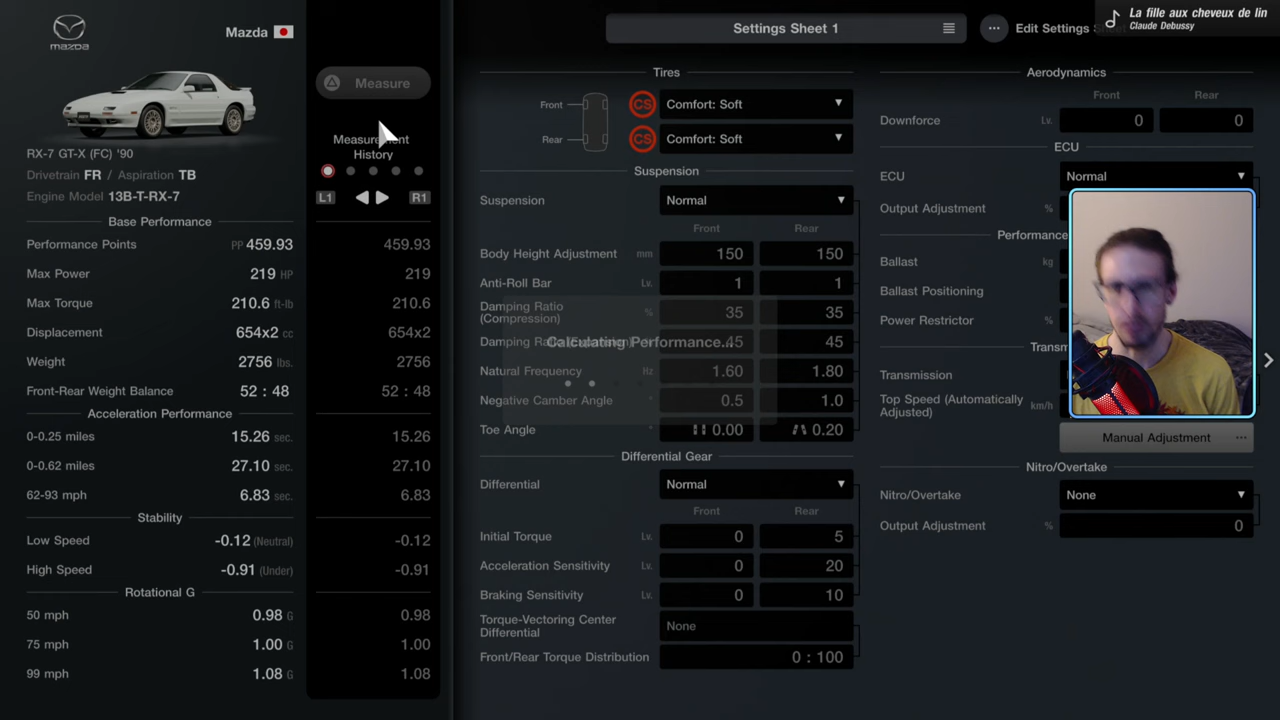 mazda
Mazda
RX-7 GT-X (FC) '90
Drivetrain FR / Aspiration TB
Engine Model 13B-T-RX-7
Base Performance
Performance Points PP 459.93
Max Power 219 HP
Max Torque 210.6 ft-lb
Displacement 654x2 cc
Weight 2756 lbs.
Front-Rear Weight Balance 52 : 48
Acceleration Performance
0-0.25 miles 15.26 sec.
0-0.62 miles 27.10 sec.
62-93 mph 6.83 sec.
Stability
Low Speed -0.12 (Neutral)
High Speed -0.91 (Under)
Rotational G
50 mph 0.98 G
75 mph 1.00 G
99 mph 1.08 G
Measure
Measurement
History
L1 R1
459.93
219
210.6
654x2
2756
52 : 48
15.26
27.10
6.83
-0.12
-0.91
0.98
1.00
1.08
Settings Sheet 1
Edit Settings
La fille aux cheveux de lin
Claude Debussy
Tires
Front CS Comfort: Soft
Rear CS Comfort: Soft
Suspension
Suspension Normal
Front Rear
Body Height Adjustment mm 150 150
Anti-Roll Bar Lv. 1 1
Damping Ratio
(Compression) % 35 35
Damping 45 45
Calculating Performance...
Natural Frequency Hz 1.60 1.80
Negative Camber Angle ° 0.5 1.0
Toe Angle ° 0.00 0.20
Differential Gear
Differential Normal
Front Rear
Initial Torque Lv. 0 5
Acceleration Sensitivity Lv. 0 20
Braking Sensitivity Lv. 0 10
Torque-Vectoring Center
Differential None
Front/Rear Torque Distribution 0 : 100
Aerodynamics
Front Rear
Downforce Lv. 0 0
ECU
ECU Normal
Output Adjustment %
Performance
Ballast kg
Ballast Positioning
Power Restrictor %
Transmission
Top Speed (Automatically
Adjusted) km/h
Manual Adjustment ...
Nitro/Overtake
Nitro/Overtake None
Output Adjustment % 0